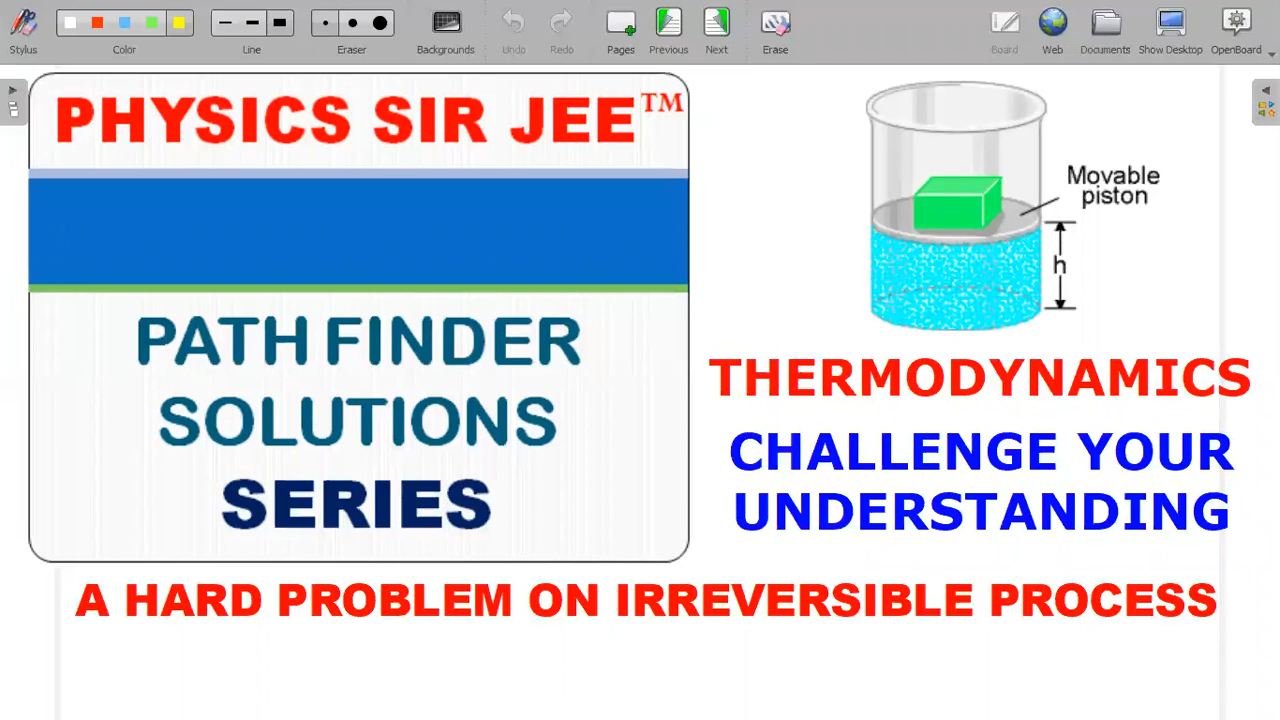 Stylus
Color
Line
Eraser
Backgrounds
Undo
Redo
Pages
Previous
Next
Erase
Board
Web
Documents
Show Desktop
OpenBoard
PHYSICS SIR JEE™
PATH FINDER
SOLUTIONS
SERIES
Movable
piston
h
THERMODYNAMICS
CHALLENGE YOUR
UNDERSTANDING
A HARD PROBLEM ON IRREVERSIBLE PROCESS